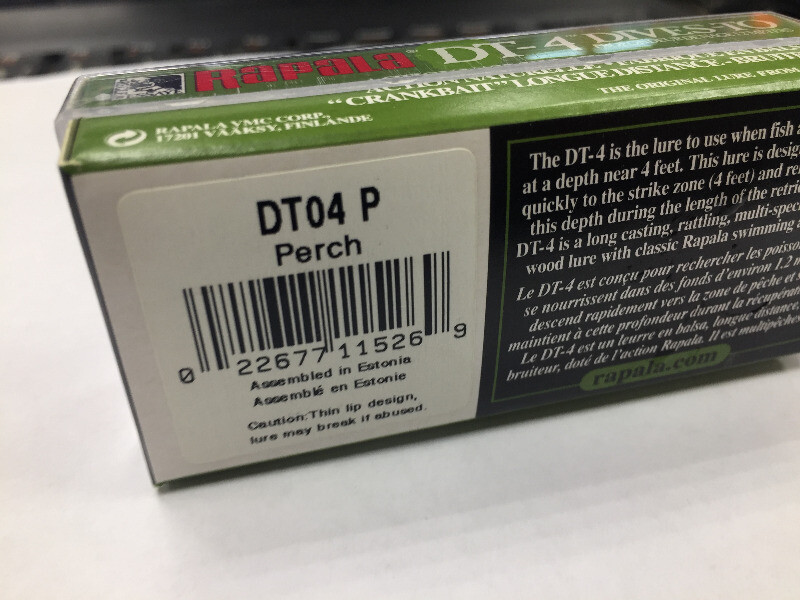 Rapala DT-4 DIVES TO
"CRANKBAIT" LONGUE DISTANCE - BRUITE
THE ORIGINAL LURE FROM
RAPALA VMC CORP.
17201 VÄÄKSY, FINLANDE
DT04 P
Perch
0 22677 11526 9
Assembled in Estonia
Assemblé en Estonie
Caution:Thin lip design,
lure may break if abused.
The DT-4 is the lure to use when fish
at a depth near 4 feet. This lure is desig
quickly to the strike zone (4 feet) and re
this depth during the length of the retri
DT-4 is a long casting, rattling, multi-spec
wood lure with classic Rapala swimming
Le DT-4 est conçu pour rechercher les poisso
se nourrissent dans des fonds d'environ 1.2 m
descend rapidement vers la zone de pêche et
maintient à cette profondeur durant la récupérat
Le DT-4 est un leurre en balsa, longue distance,
bruiteur, doté de l'action Rapala. Il est multipêches
rapala.com